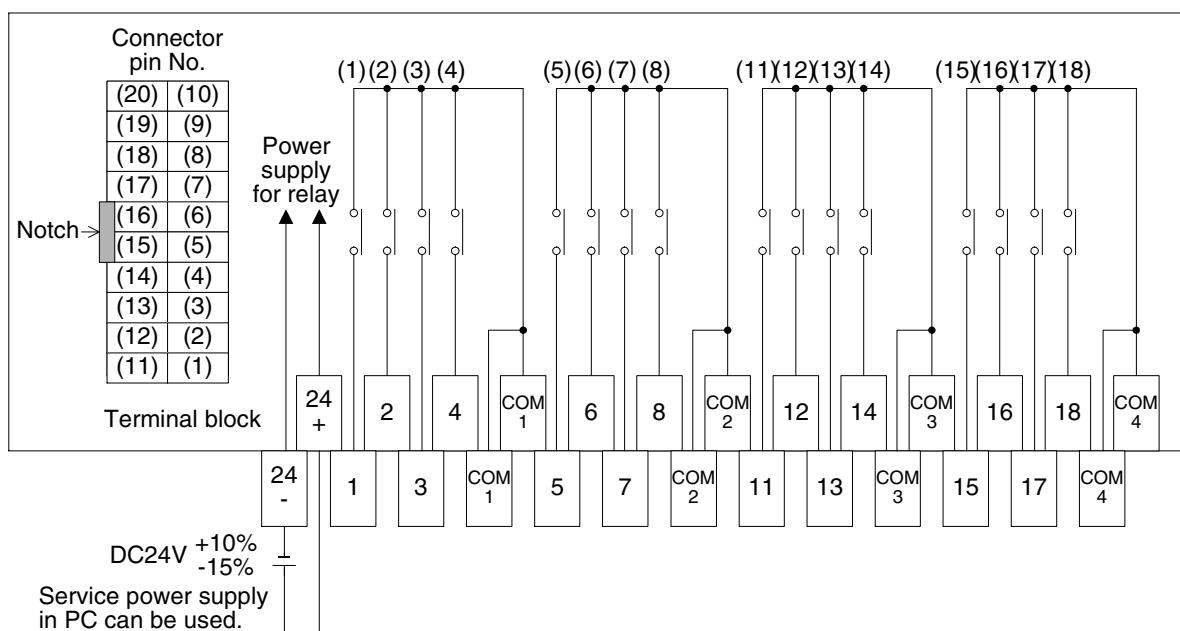 Connector
pin No.
(20) (10)
(19) (9)
(18) (8)
(17) (7)
(16) (6)
(15) (5)
(14) (4)
(13) (3)
(12) (2)
(11) (1)
Notch
Power
supply
for relay
(1) (2) (3) (4)
(5) (6) (7) (8)
(11) (12) (13) (14)
(15) (16) (17) (18)
Terminal block
24
+
2
4
COM
1
6
8
COM
2
12
14
COM
3
16
18
COM
4
24
-
1
3
COM
1
5
7
COM
2
11
13
COM
3
15
17
COM
4
DC24V +10%
-15%
Service power supply
in PC can be used.